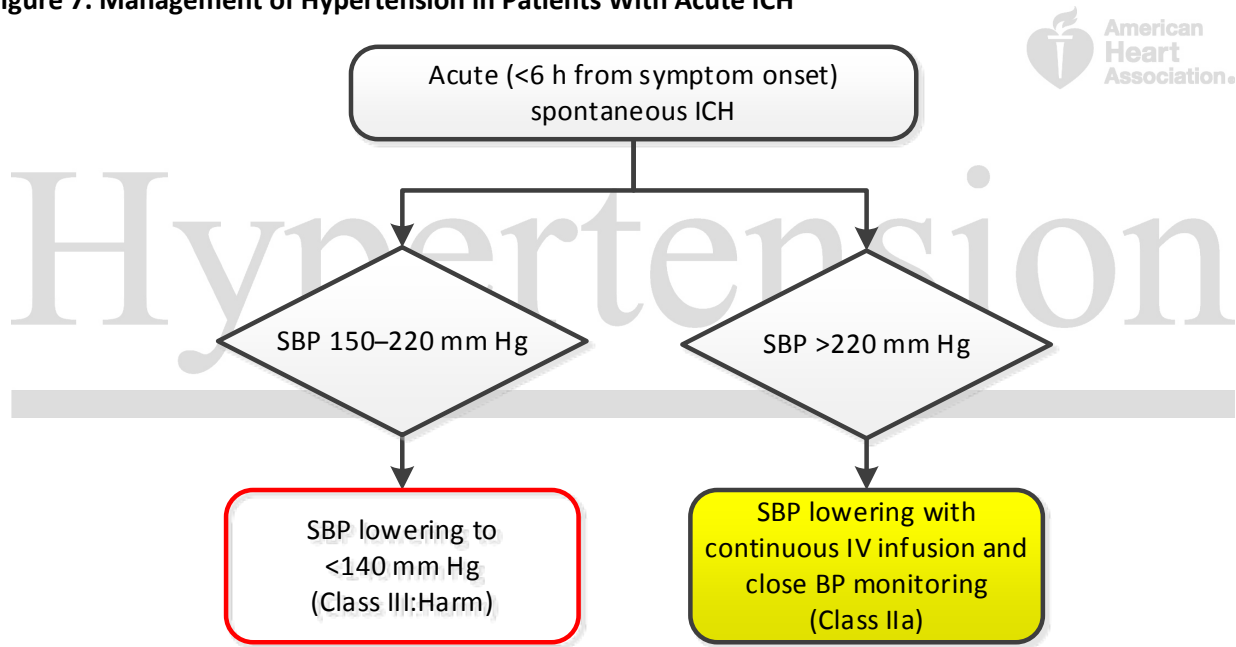 igure 7. Management of Hypertension in Patients With Acute ICH
American
Heart
Association.
Acute (<6 h from symptom onset)
spontaneous ICH
Hypertension
SBP 150–220 mm Hg
SBP >220 mm Hg
SBP lowering to
<140 mm Hg
(Class III:Harm)
SBP lowering with
continuous IV infusion and
close BP monitoring
(Class IIa)